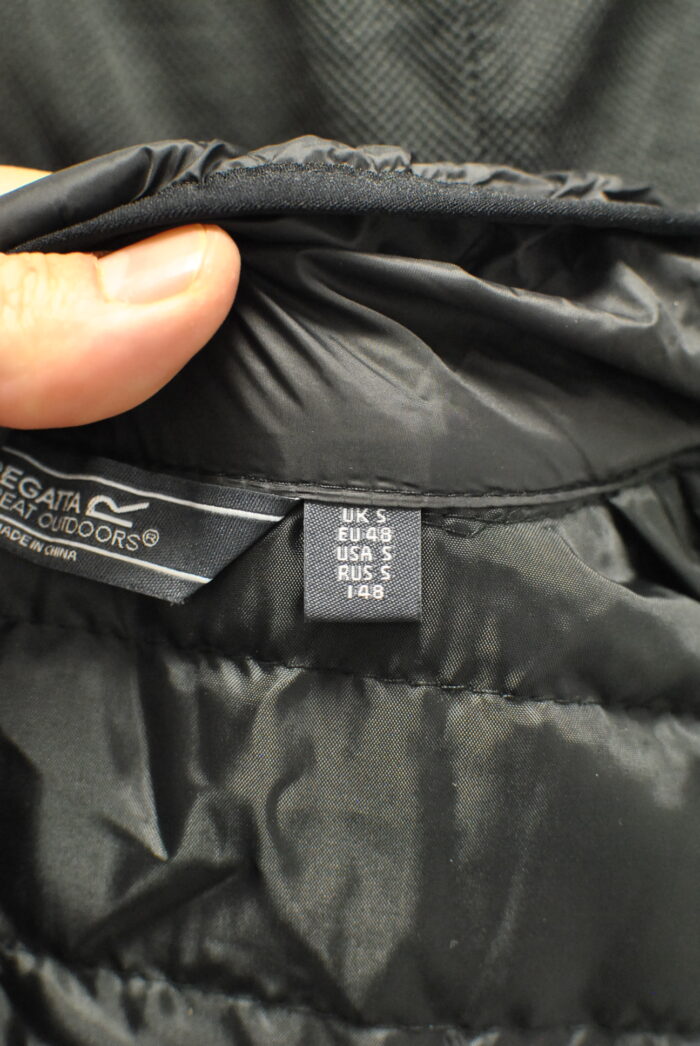 REGATTA
GREAT OUTDOORS®
MADE IN CHINA
UK S
EU 48
USA S
RUS S
I 48